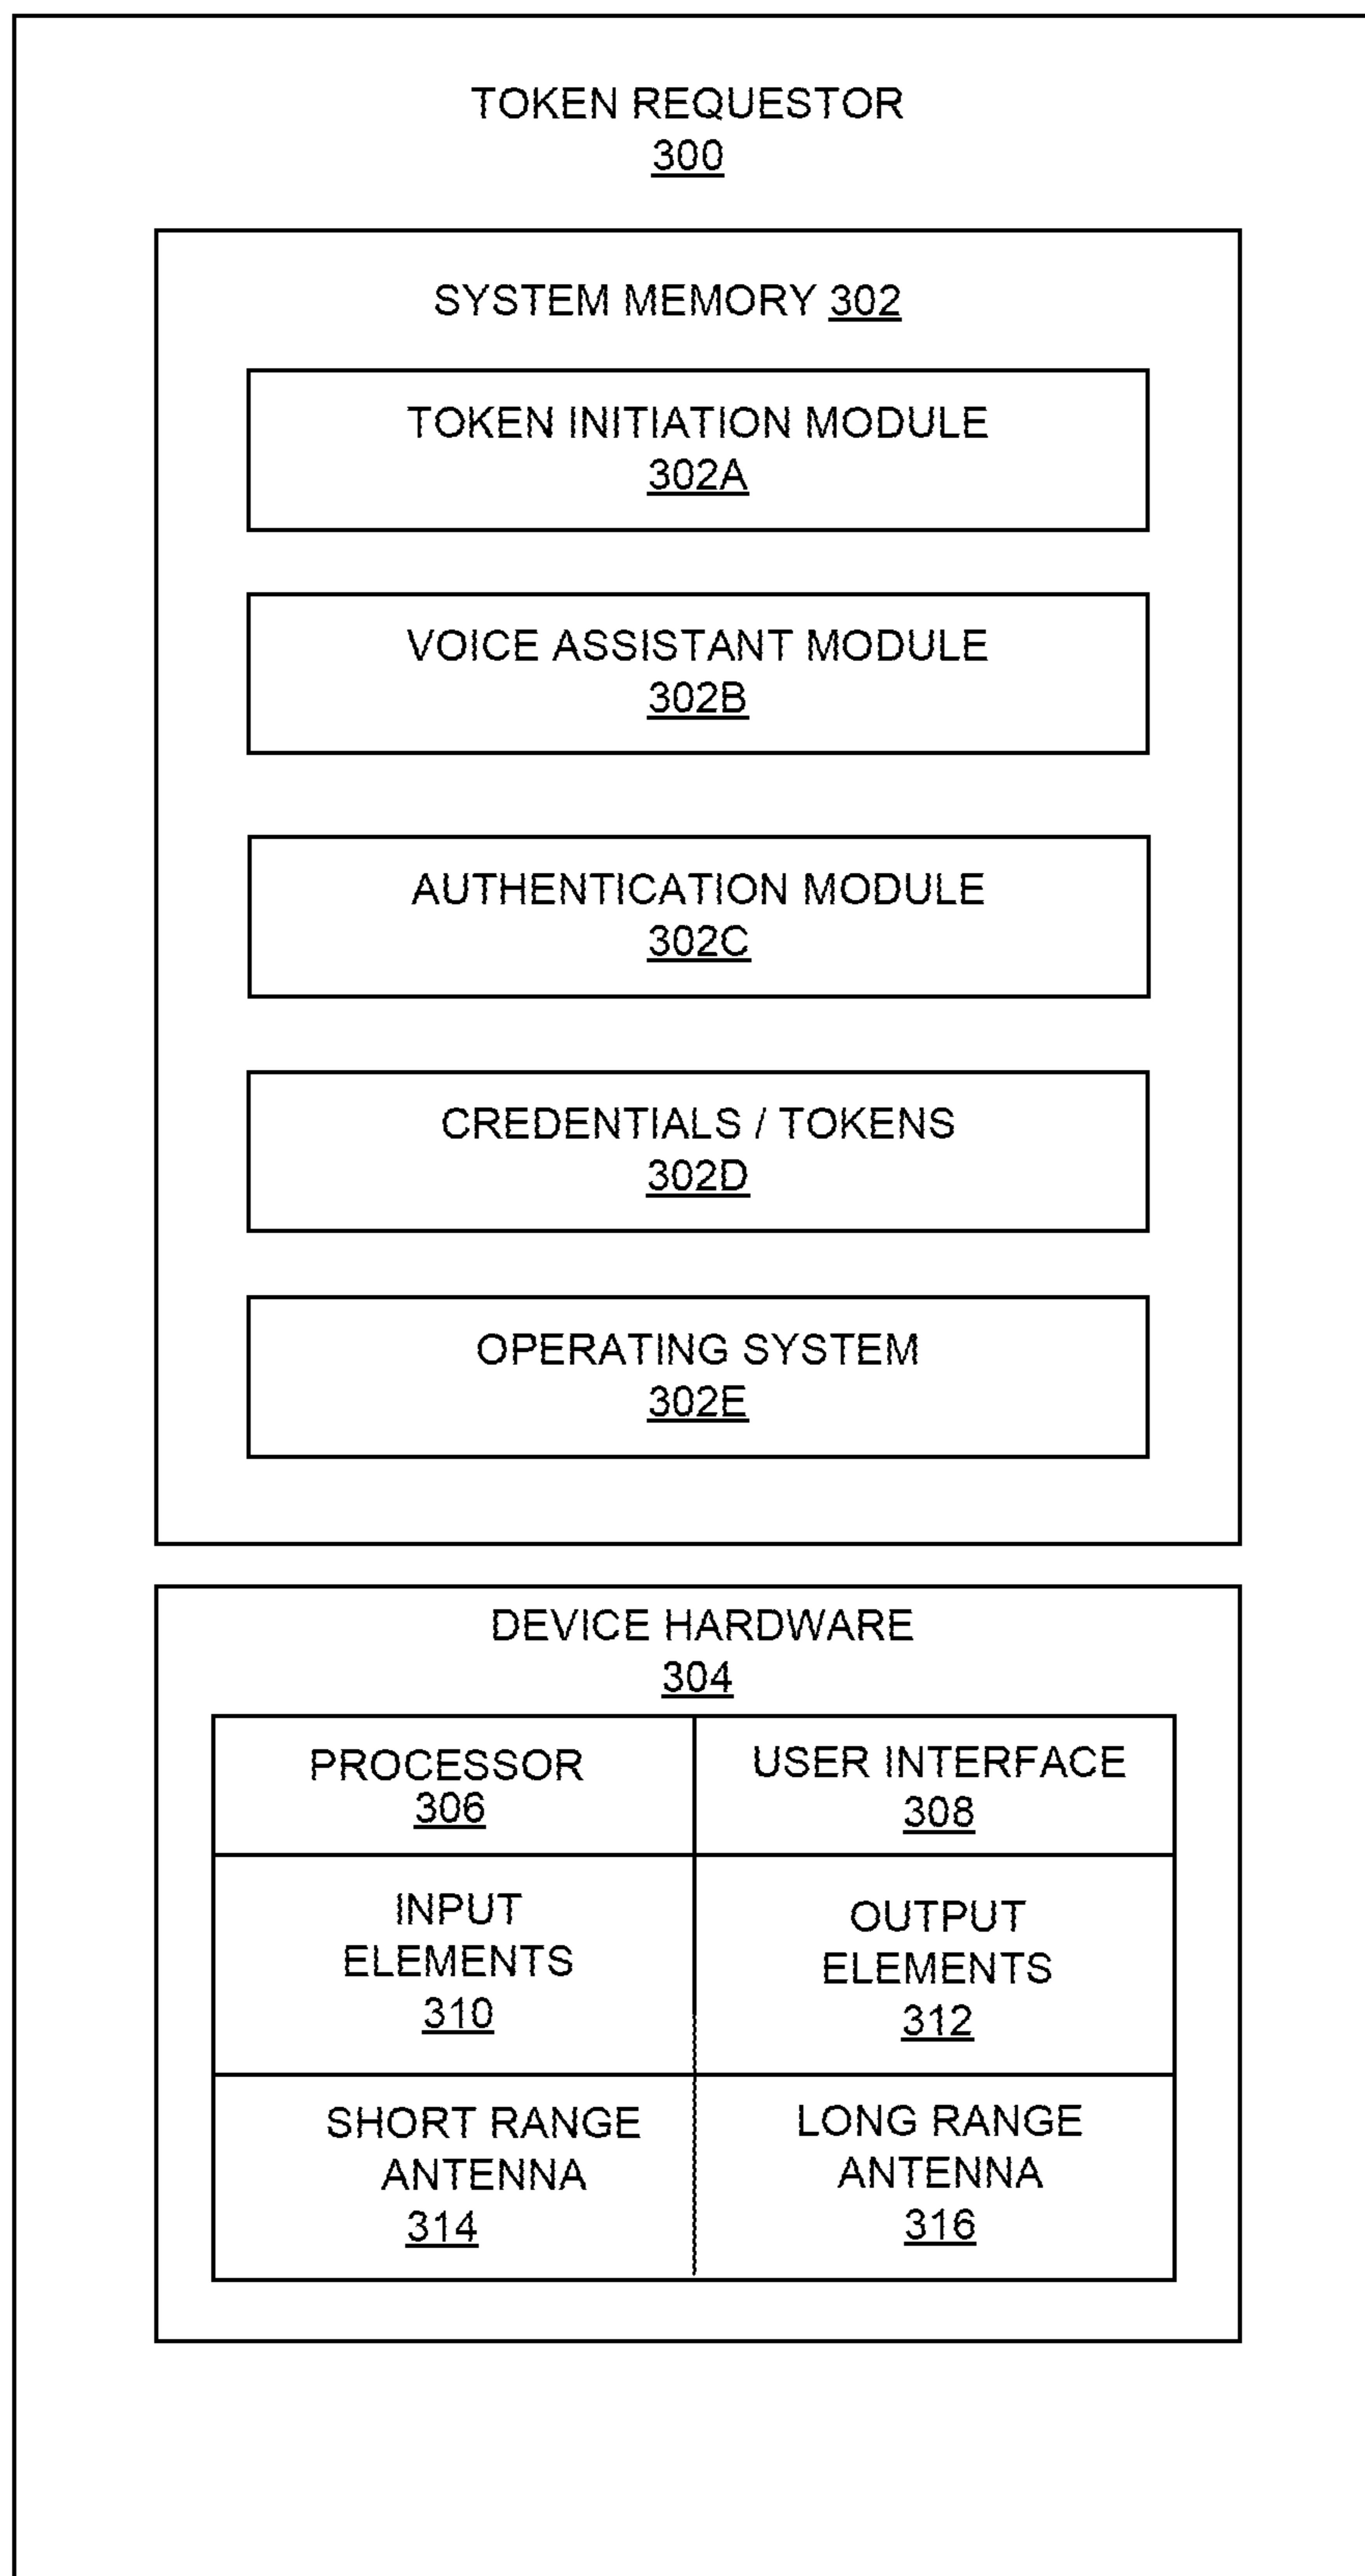 TOKEN REQUESTOR
300
SYSTEM MEMORY 302
TOKEN INITIATION MODULE
302A
VOICE ASSISTANT MODULE
302B
AUTHENTICATION MODULE
302C
CREDENTIALS / TOKENS
302D
OPERATING SYSTEM
302E
DEVICE HARDWARE
304
PROCESSOR
306
USER INTERFACE
308
INPUT
ELEMENTS
310
OUTPUT
ELEMENTS
312
SHORT RANGE
ANTENNA
314
LONG RANGE
ANTENNA
316